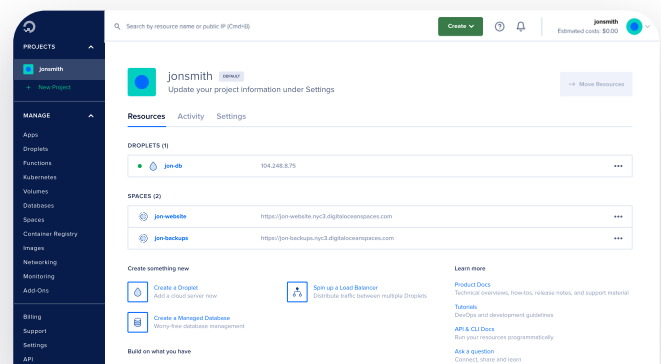 Search by resource name or public IP (Cmd+B)
Create
jonsmith
Estimated costs: $0.00
PROJECTS
jonsmith
+ New Project
MANAGE
Apps
Droplets
Functions
Kubernetes
Volumes
Databases
Spaces
Container Registry
Images
Networking
Monitoring
Add-Ons
Billing
Support
Settings
API
jonsmith DEFAULT
Update your project information under Settings
→ Move Resources
Resources Activity Settings
DROPLETS (1)
jon-db 104.248.8.75
SPACES (2)
jon-website https://jon-website.nyc3.digitaloceanspaces.com
jon-backups https://jon-backups.nyc3.digitaloceanspaces.com
Create something new
Create a Droplet
Add a cloud server now
Create a Managed Database
Worry-free database management
Spin up a Load Balancer
Distribute traffic between multiple Droplets
Build on what you have
Learn more
Product Docs
Technical overviews, how-tos, release notes, and support material
Tutorials
DevOps and development guidelines
API & CLI Docs
Run your resources programmatically
Ask a question
Connect, share and learn